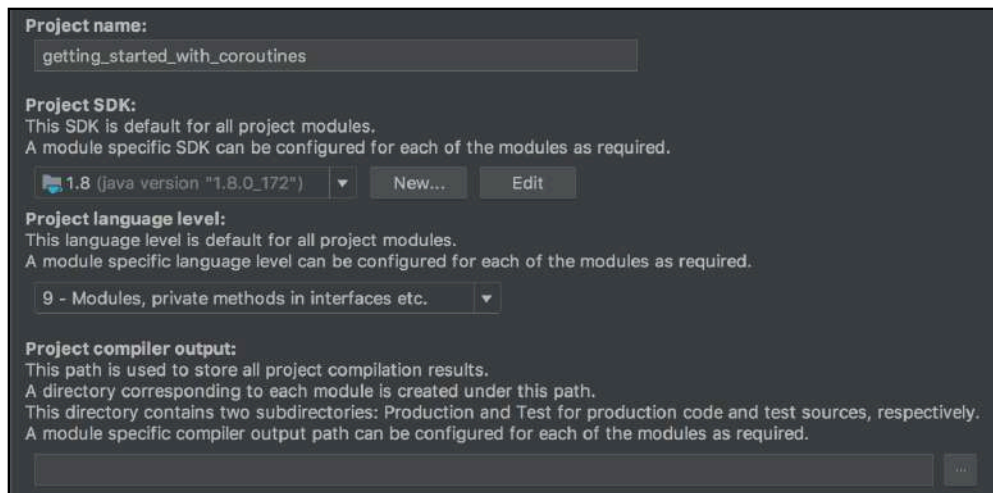 Project name:
getting_started_with_coroutines
Project SDK:
This SDK is default for all project modules.
A module specific SDK can be configured for each of the modules as required.
1.8 (java version "1.8.0_172") New... Edit
Project language level:
This language level is default for all project modules.
A module specific language level can be configured for each of the modules as required.
9 - Modules, private methods in interfaces etc.
Project compiler output:
This path is used to store all project compilation results.
A directory corresponding to each module is created under this path.
This directory contains two subdirectories: Production and Test for production code and test sources, respectively.
A module specific compiler output path can be configured for each of the modules as required.
...